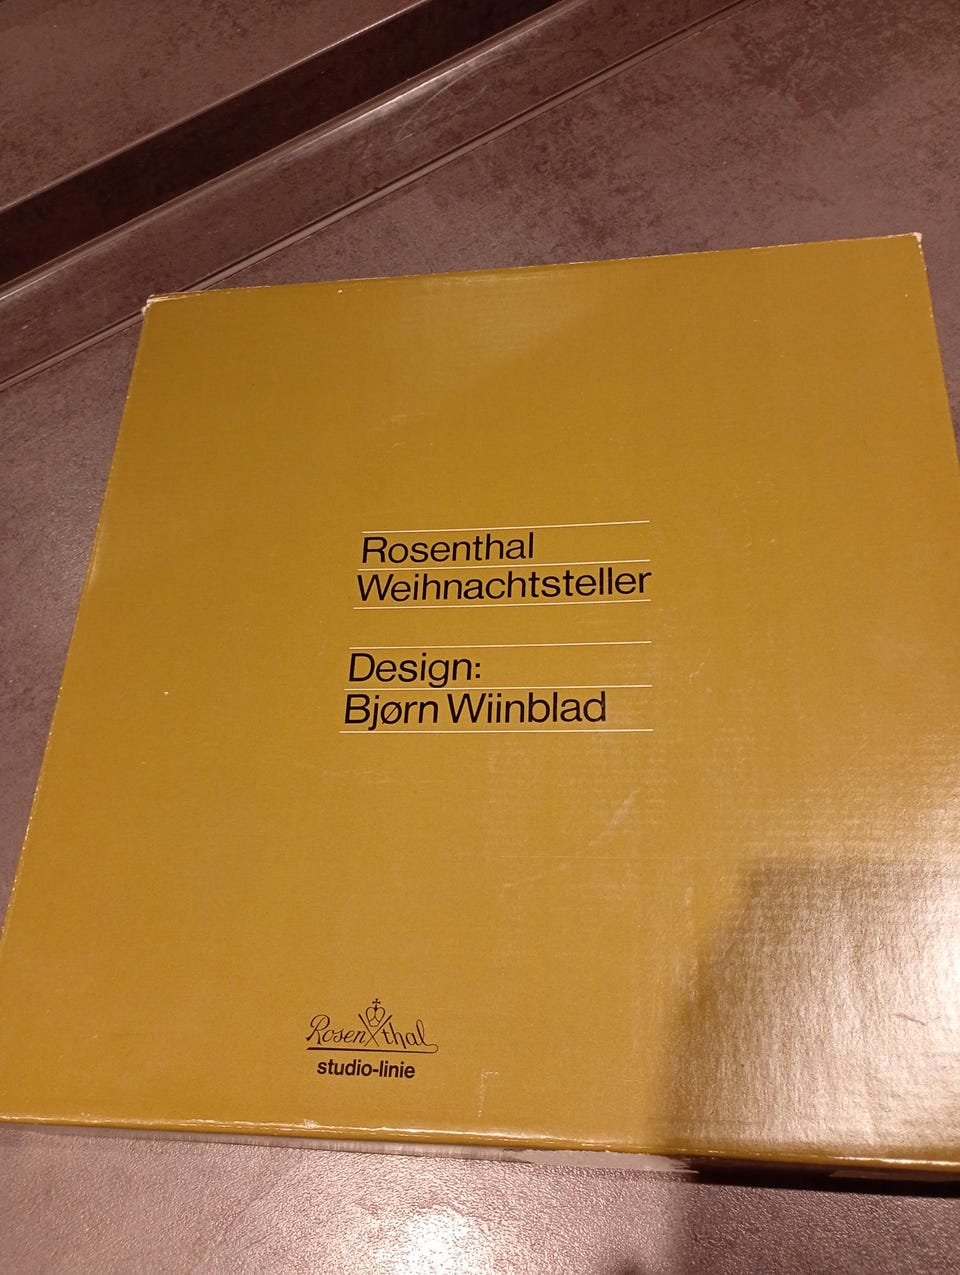 Rosenthal
Weihnachtsteller
Design:
Bjørn Wiinblad
Rosenthal
studio-linie